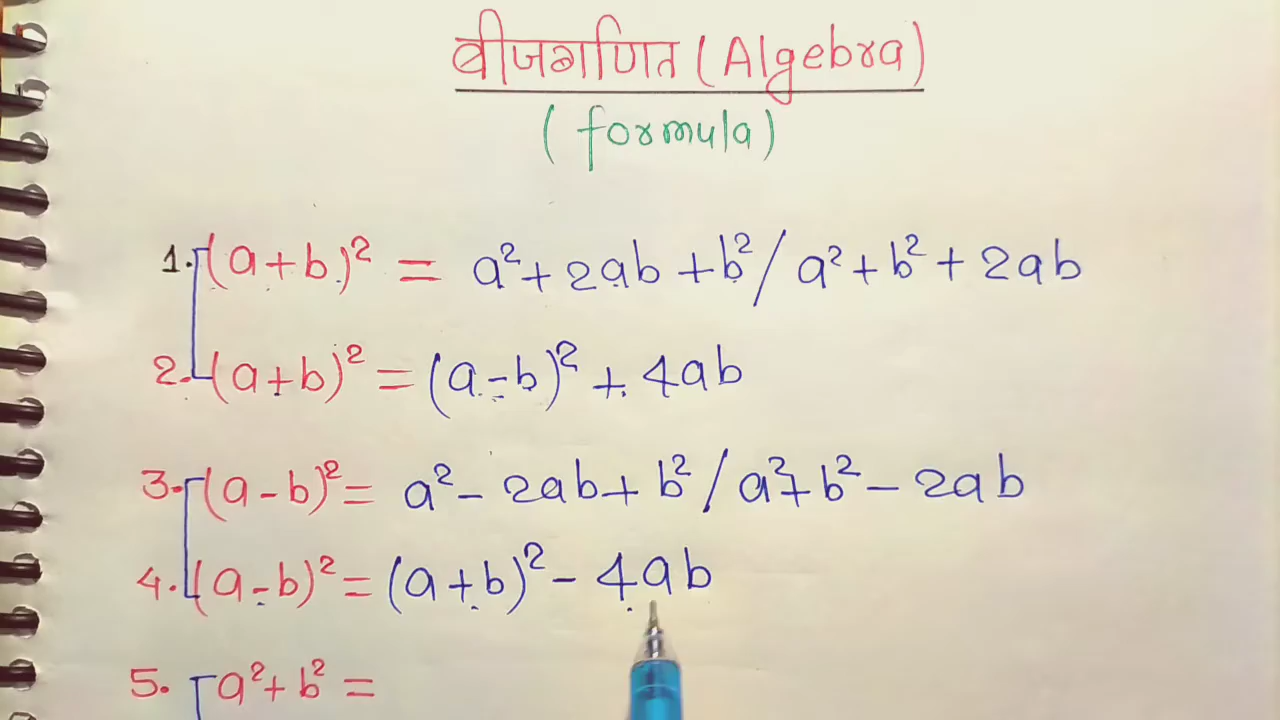 बीजगणित (Algebra)
(formula)
1. (a+b)² = a² + 2ab + b² / a² + b² + 2ab
2. (a+b)² = (a-b)² + 4ab
3. (a-b)² = a² - 2ab + b² / a² + b² - 2ab
4. (a-b)² = (a+b)² - 4ab
5. a² + b² =